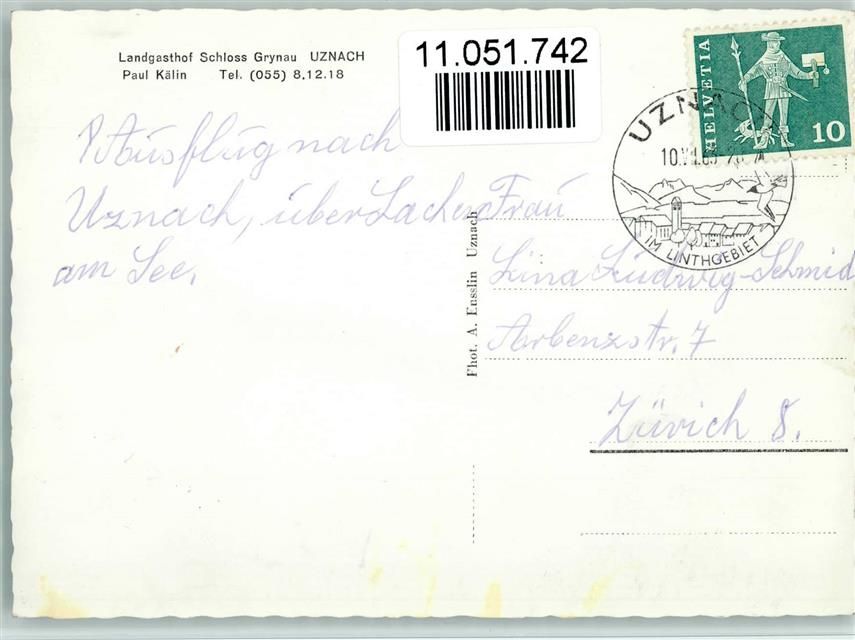 Landgasthof Schloss Grynau UZNACH
Paul Kälin Tel. (055) 8.12.18
11.051.742
HELVETIA
10
UZNACH
IM LINTHGEBIET
Ausflug nach
Uznach, über Lachen
am See.
Phot. A. Ensslin Uznach
Frau
Lina Ludwig-Schmid
Arbenzstr. 7
Zürich 8.